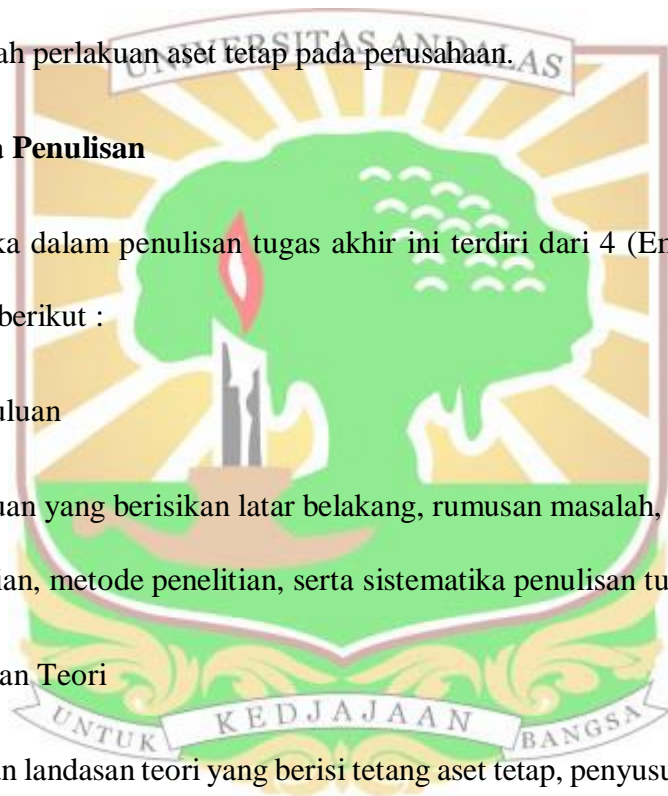 ah perlakuan aset tetap pada perusahaan.
UNIVERSITAS ANDALAS
a Penulisan
ka dalam penulisan tugas akhir ini terdiri dari 4 (En
berikut :
uluan
uan yang berisikan latar belakang, rumusan masalah,
ian, metode penelitian, serta sistematika penulisan tu
an Teori
UNTUK KEDJAJAAN BANGSA
n landasan teori yang berisi tetang aset tetap, penyusu